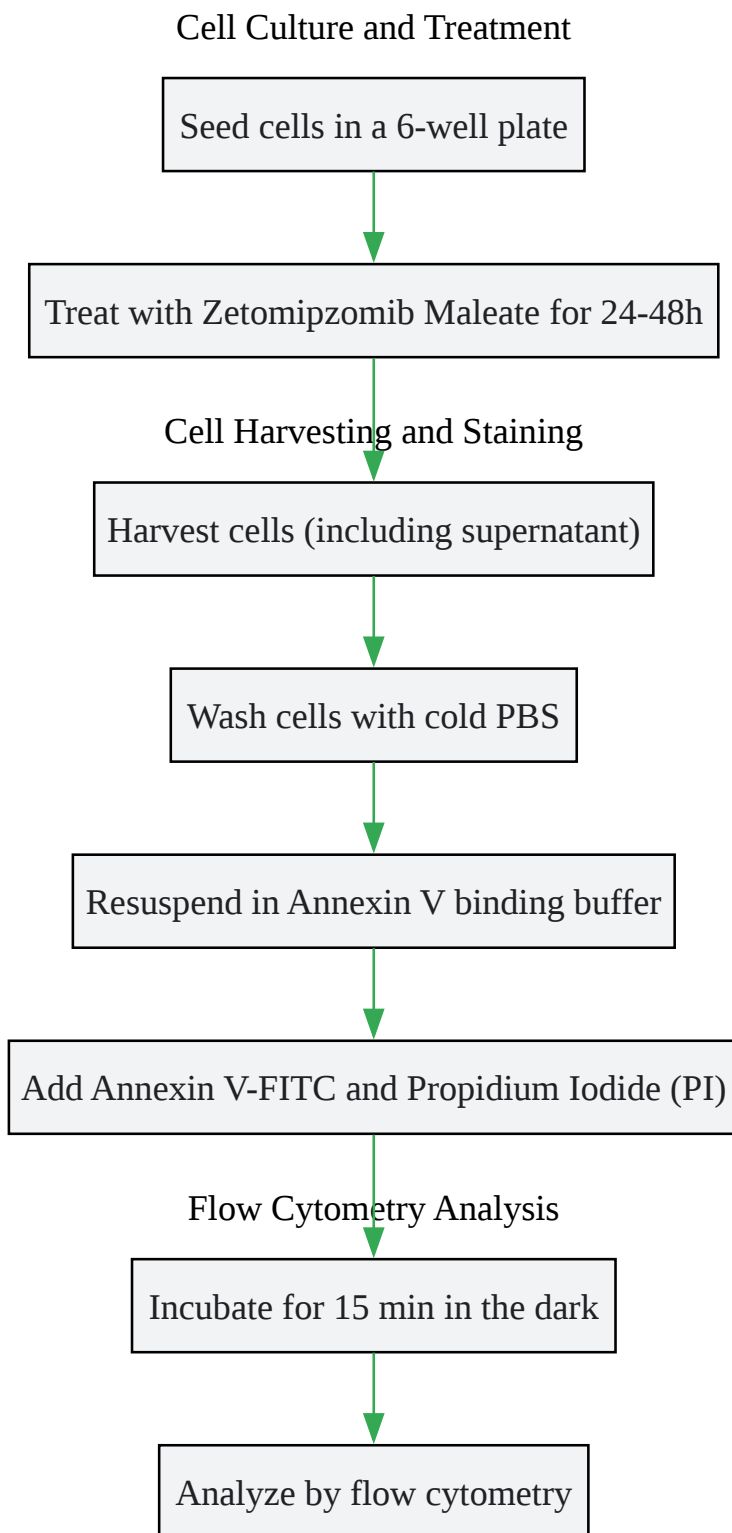 Cell Culture and Treatment
Seed cells in a 6-well plate
Treat with Zetomipzomib Maleate for 24-48h
Cell Harvesting and Staining
Harvest cells (including supernatant)
Wash cells with cold PBS
Resuspend in Annexin V binding buffer
Add Annexin V-FITC and Propidium Iodide (PI)
Flow Cytometry Analysis
Incubate for 15 min in the dark
Analyze by flow cytometry